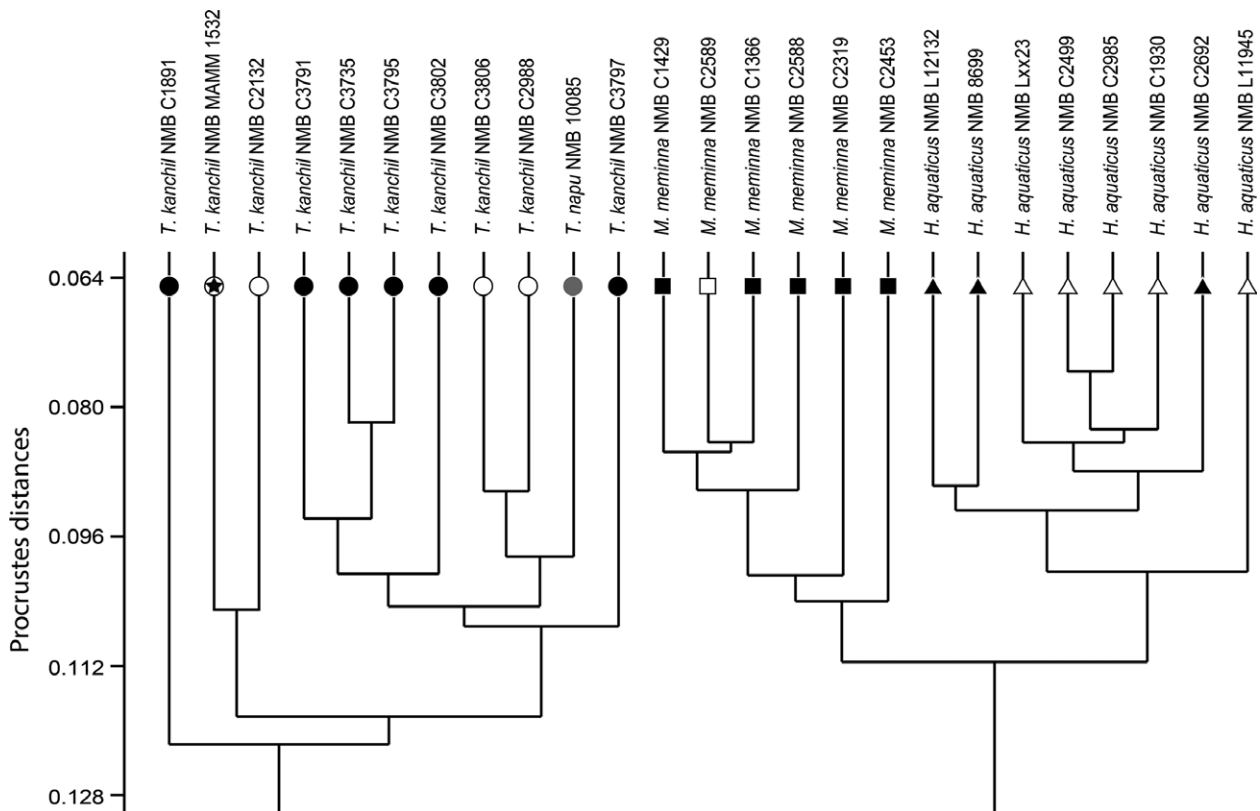 T. kanchil NMB C1891
T. kanchil NMB MAMM 1532
T. kanchil NMB C2132
T. kanchil NMB C3791
T. kanchil NMB C3735
T. kanchil NMB C3795
T. kanchil NMB C3802
T. kanchil NMB C3806
T. kanchil NMB C2988
T. napu NMB 10085
T. kanchil NMB C3797
M. meminna NMB C1429
M. meminna NMB C2589
M. meminna NMB C1366
M. meminna NMB C2588
M. meminna NMB C2319
M. meminna NMB C2453
H. aquaticus NMB L12132
H. aquaticus NMB 8699
H. aquaticus NMB Lxx23
H. aquaticus NMB C2499
H. aquaticus NMB C2985
H. aquaticus NMB C1930
H. aquaticus NMB C2692
H. aquaticus NMB L11945
Procrustes distances
0.064
0.080
0.096
0.112
0.128